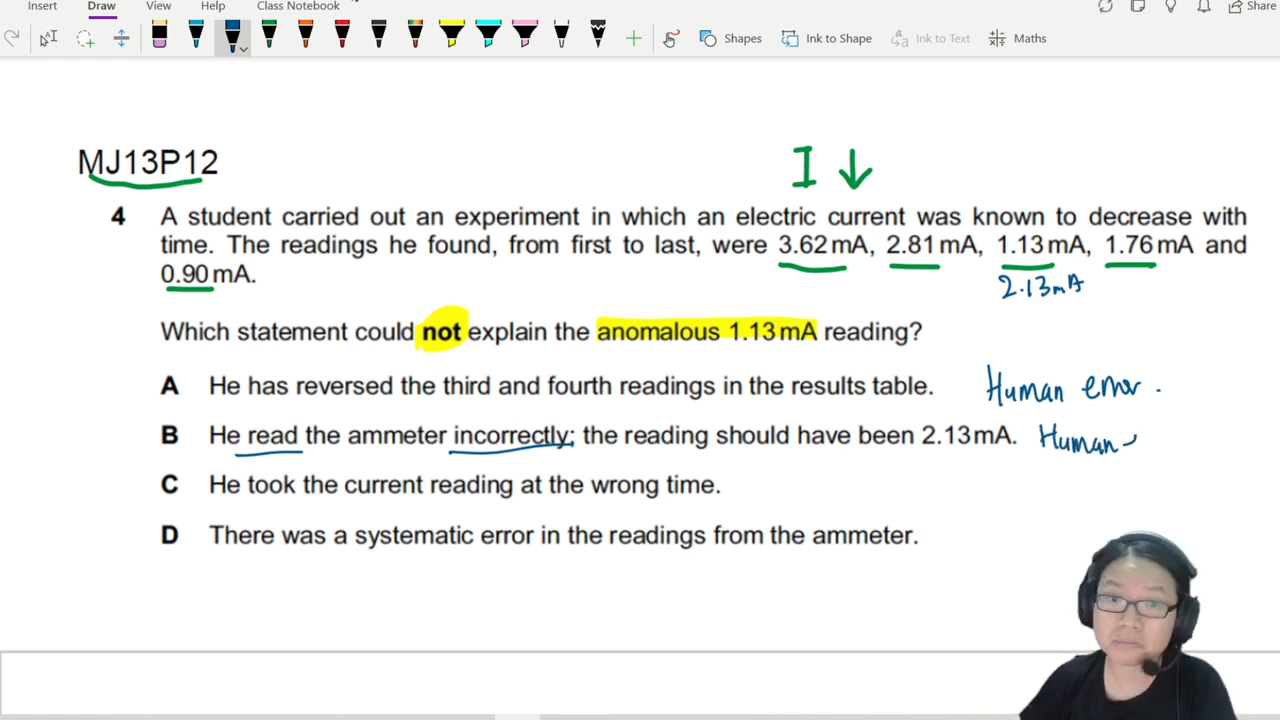 Insert Draw View Help Class Notebook Share
Shapes Ink to Shape Ink to Text Maths
MJ13P12
I ↓
4 A student carried out an experiment in which an electric current was known to decrease with
time. The readings he found, from first to last, were 3.62 mA, 2.81 mA, 1.13 mA, 1.76 mA and
0.90 mA.
2.13mA
Which statement could not explain the anomalous 1.13 mA reading?
A He has reversed the third and fourth readings in the results table. Human error.
B He read the ammeter incorrectly; the reading should have been 2.13 mA. Human
C He took the current reading at the wrong time.
D There was a systematic error in the readings from the ammeter.